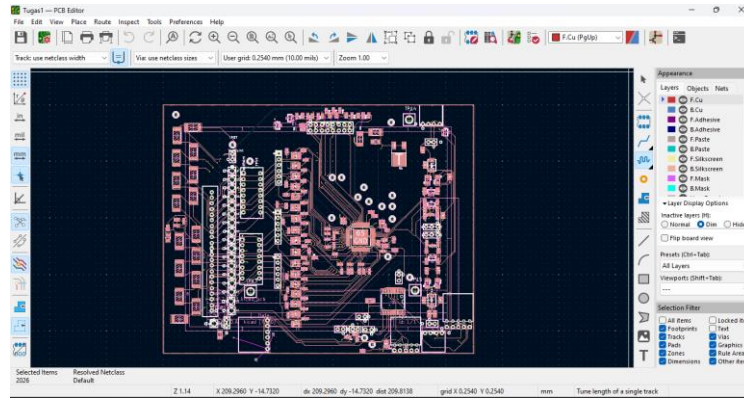 Tugas1 — PCB Editor
File Edit View Place Route Inspect Tools Preferences Help
F.Cu (PgUp)
Track: use netclass width
Via: use netclass sizes
User grid: 0.2540 mm (10.00 mils)
Zoom 1.00
in
mil
mm
Appearance
Layers Objects Nets
F.Cu
B.Cu
F.Adhesive
B.Adhesive
F.Paste
B.Paste
F.Silkscreen
B.Silkscreen
F.Mask
B.Mask
Layer Display Options
Inactive layers (H):
Normal Dim Hide
Flip board view
Presets (Ctrl+Tab):
All Layers
Viewports (Shift+Tab):
---
Selection Filter
All items Locked
Footprints Text
Tracks Vias
Pads Graphics
Zones Rule Area
Dimensions Other
Selected Items Resolved Netclass
2026 Default
Z 1.14 X 209.2960 Y -14.7320 dx 209.2960 dy -14.7320 dist 209.8138 grid X 0.2540 Y 0.2540 mm Tune length of a single track